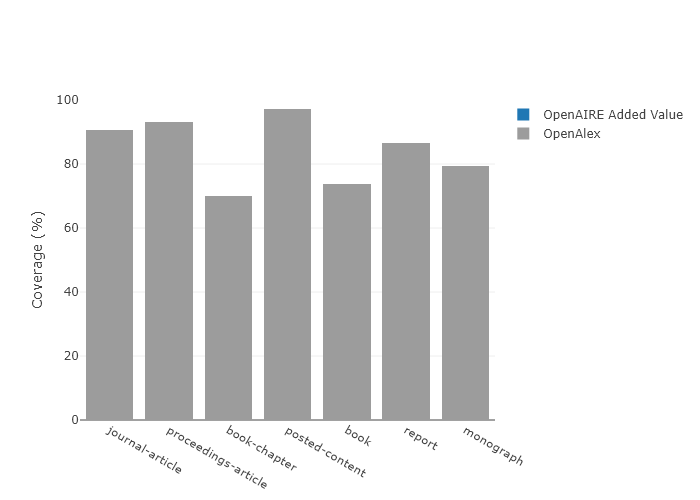 100
80
60
40
20
0
Coverage (%)
journal-article
proceedings-article
book-chapter
posted-content
book
report
monograph
OpenAIRE Added Value
OpenAlex